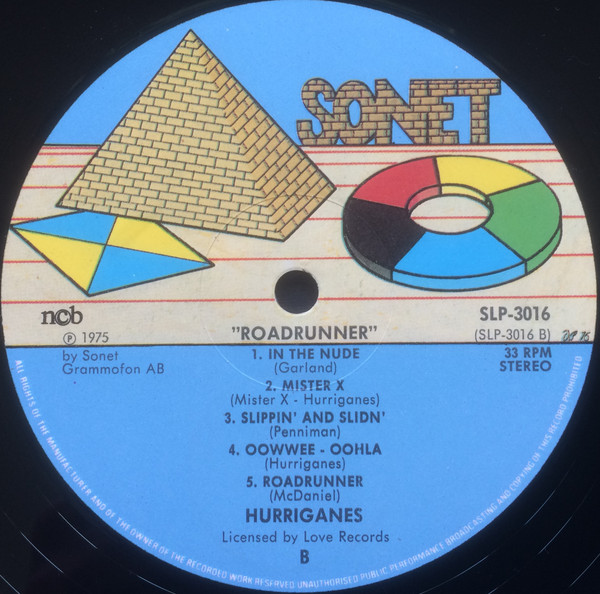 SONET
ncb
℗ 1975
by Sonet
Grammofon AB
SLP-3016
(SLP-3016 B)
33 RPM
STEREO
"ROADRUNNER"
1. IN THE NUDE
(Garland)
2. MISTER X
(Mister X - Hurriganes)
3. SLIPPIN' AND SLIDN'
(Penniman)
4. OOWWEE - OOHLA
(Hurriganes)
5. ROADRUNNER
(McDaniel)
HURRIGANES
Licensed by Love Records
B
ALL RIGHTS OF THE MANUFACTURER AND OF THE OWNER OF THE RECORDED WORK RESERVED UNAUTHORISED PUBLIC PERFORMANCE BROADCASTING AND COPYING OF THIS RECORD PROHIBITED